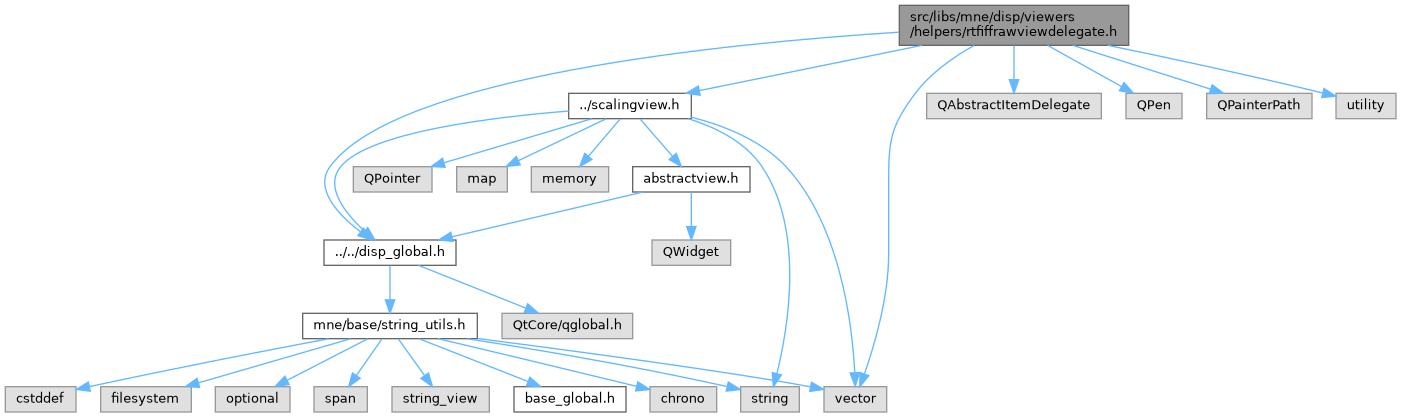 src/libs/mne/disp/viewers
/helpers/rtfiffrawviewdelegate.h
../scalingview.h
QAbstractItemDelegate
QPen
QPainterPath
utility
QPointer
map
memory
abstractview.h
../../disp_global.h
QWidget
mne/base/string_utils.h
QtCore/qglobal.h
cstddef
filesystem
optional
span
string_view
base_global.h
chrono
string
vector